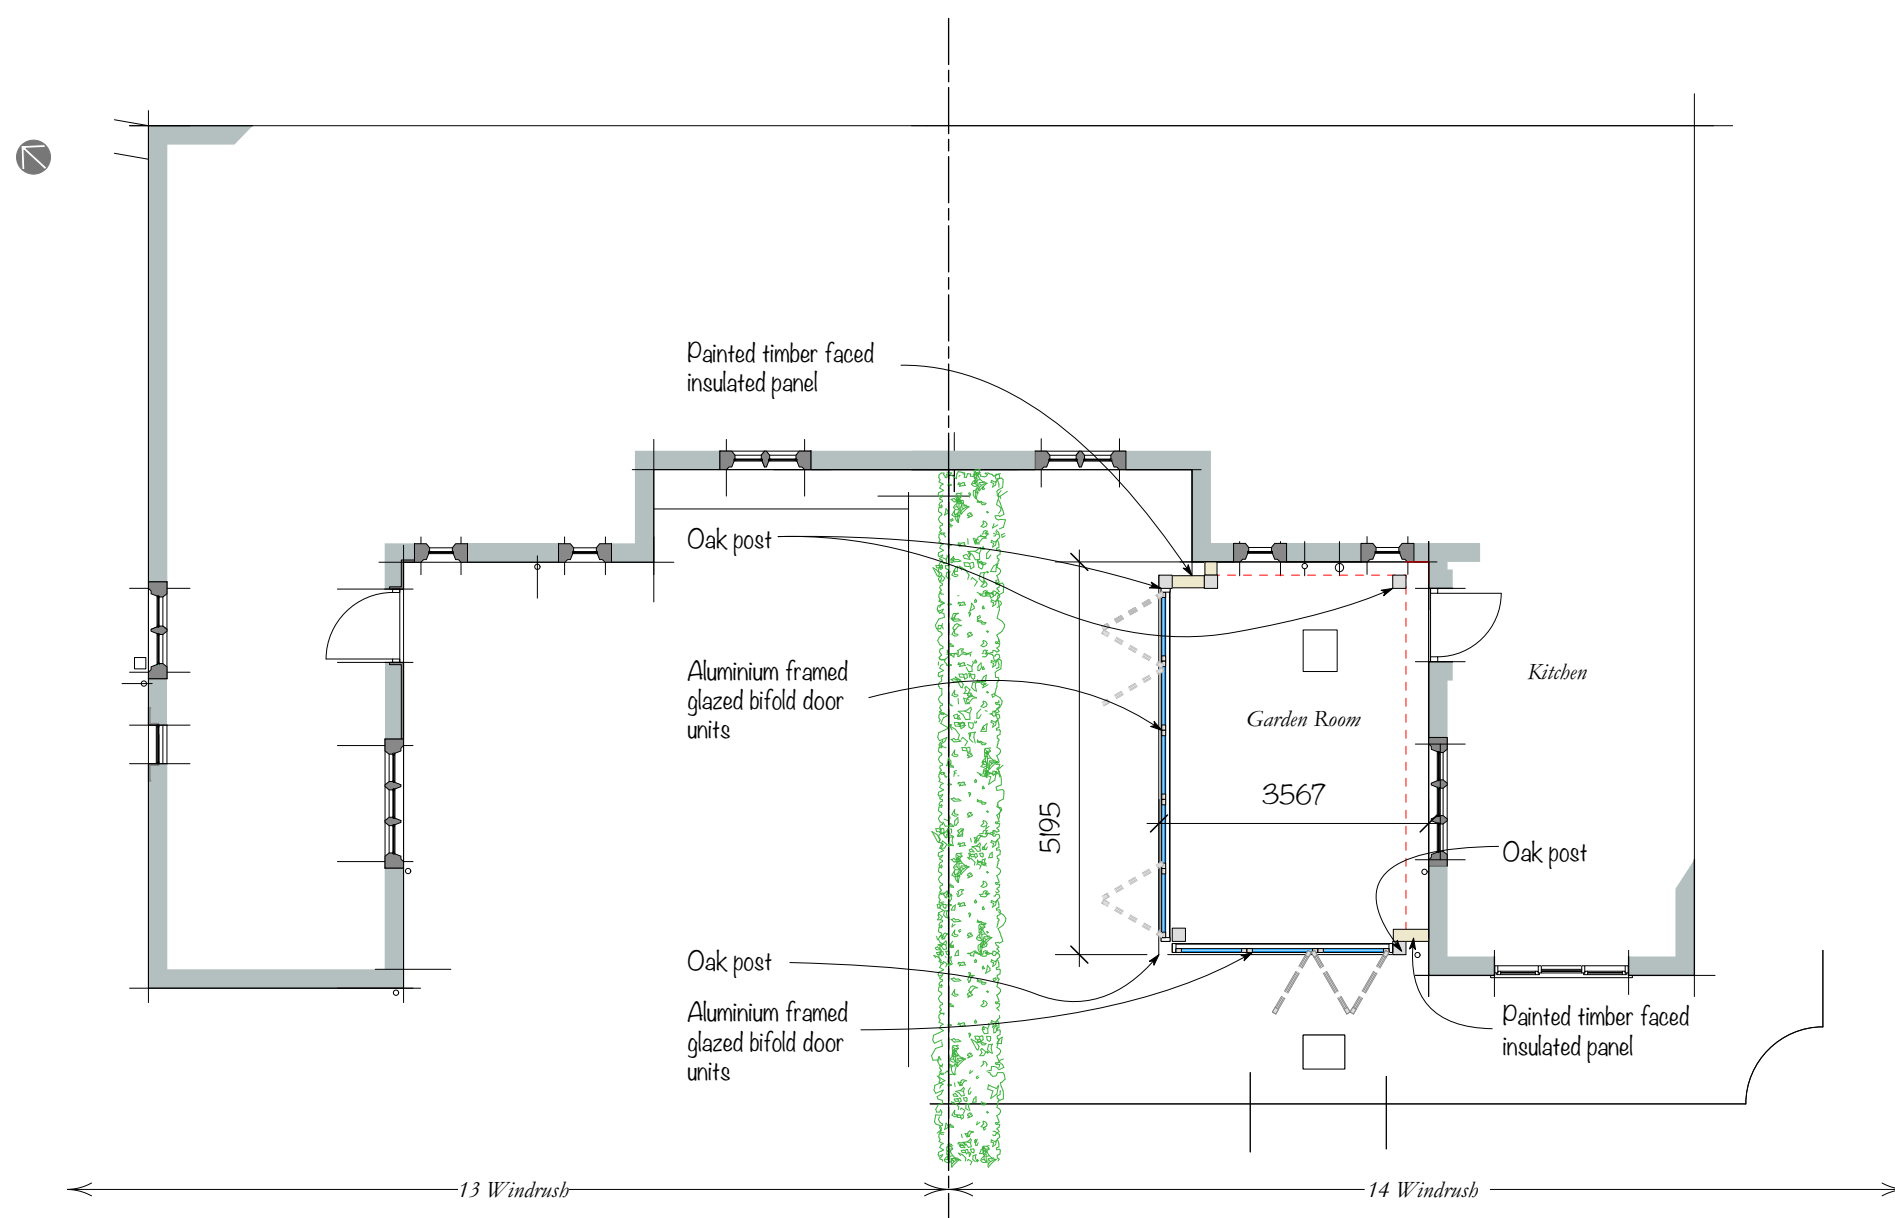 Painted timber faced
insulated panel
Oak post
Aluminium framed
glazed bifold door
units
Kitchen
Garden Room
3567
5195
Oak post
Oak post
Aluminium framed
glazed bifold door
units
Painted timber faced
insulated panel
13 Windrush
14 Windrush